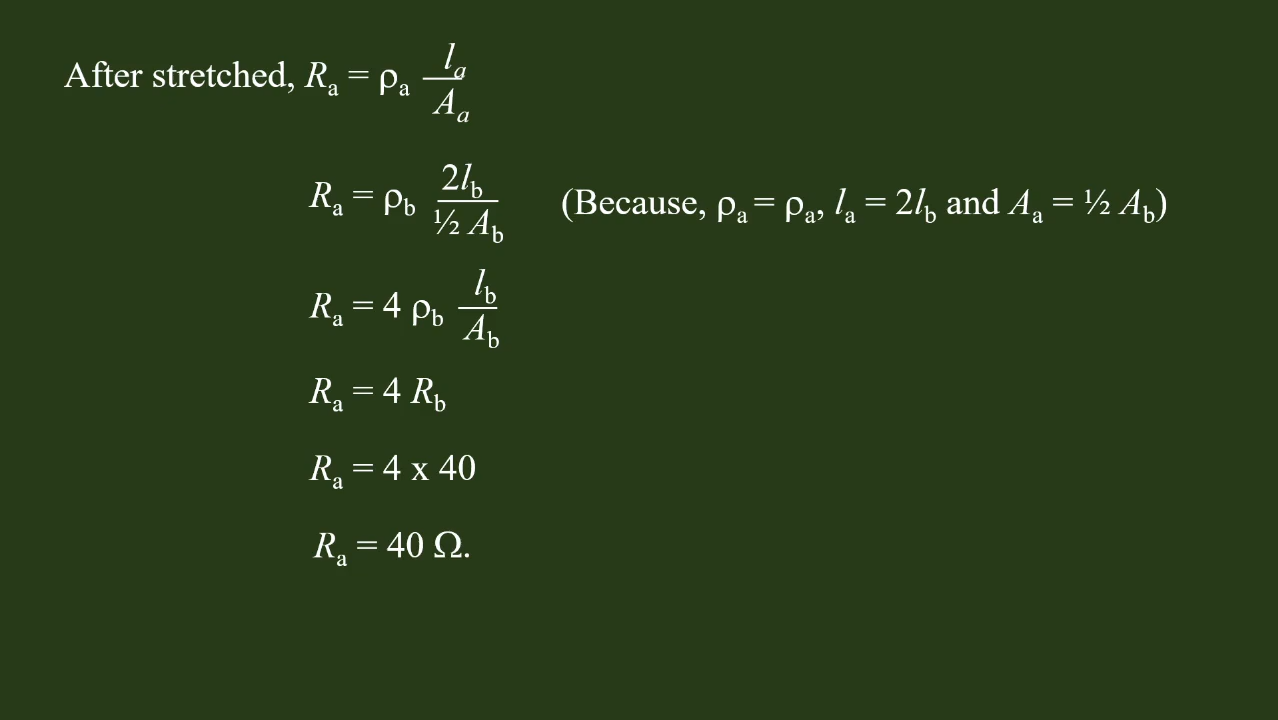 After stretched, Rₐ = ρₐ lₐ / Aₐ
Rₐ = ρb 2lb / ½ Ab (Because, ρₐ = ρₐ, lₐ = 2lb and Aₐ = ½ Ab)
Rₐ = 4 ρb lb / Ab
Rₐ = 4 Rb
Rₐ = 4 x 40
Rₐ = 40 Ω.